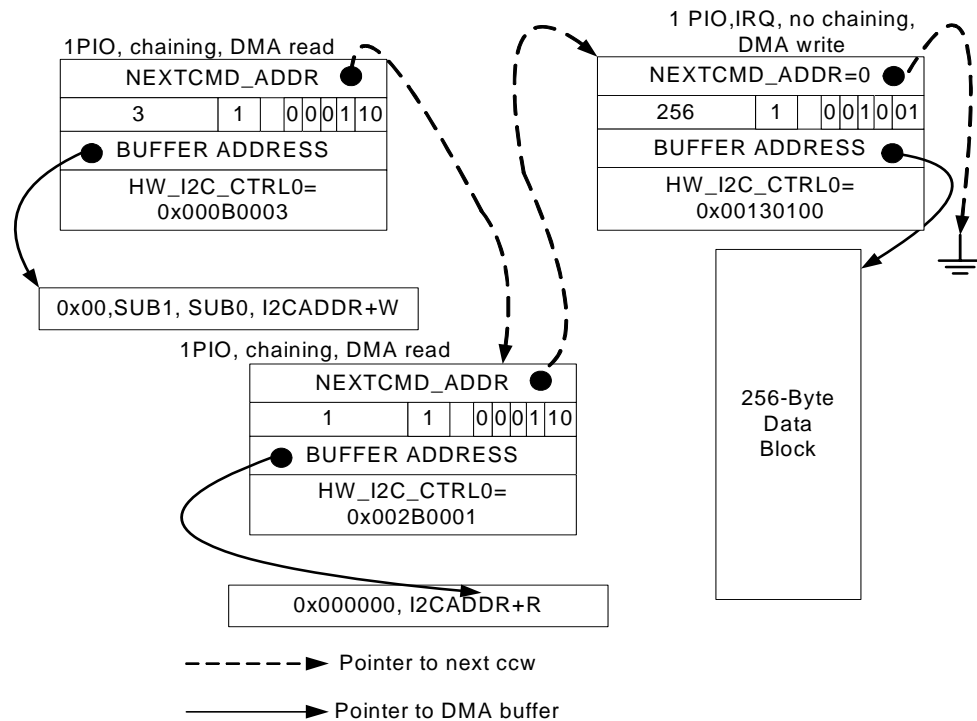 1PIO, chaining, DMA read
NEXTCMD_ADDR
3 1 0 0 0 1 10
BUFFER ADDRESS
HW_I2C_CTRL0=
0x000B0003
0x00,SUB1, SUB0, I2CADDR+W
1 PIO,IRQ, no chaining,
DMA write
NEXTCMD_ADDR=0
256 1 0 0 1 0 01
BUFFER ADDRESS
HW_I2C_CTRL0=
0x00130100
256-Byte
Data
Block
1PIO, chaining, DMA read
NEXTCMD_ADDR
1 1 0 0 0 1 10
BUFFER ADDRESS
HW_I2C_CTRL0=
0x002B0001
0x000000, I2CADDR+R
Pointer to next ccw
Pointer to DMA buffer